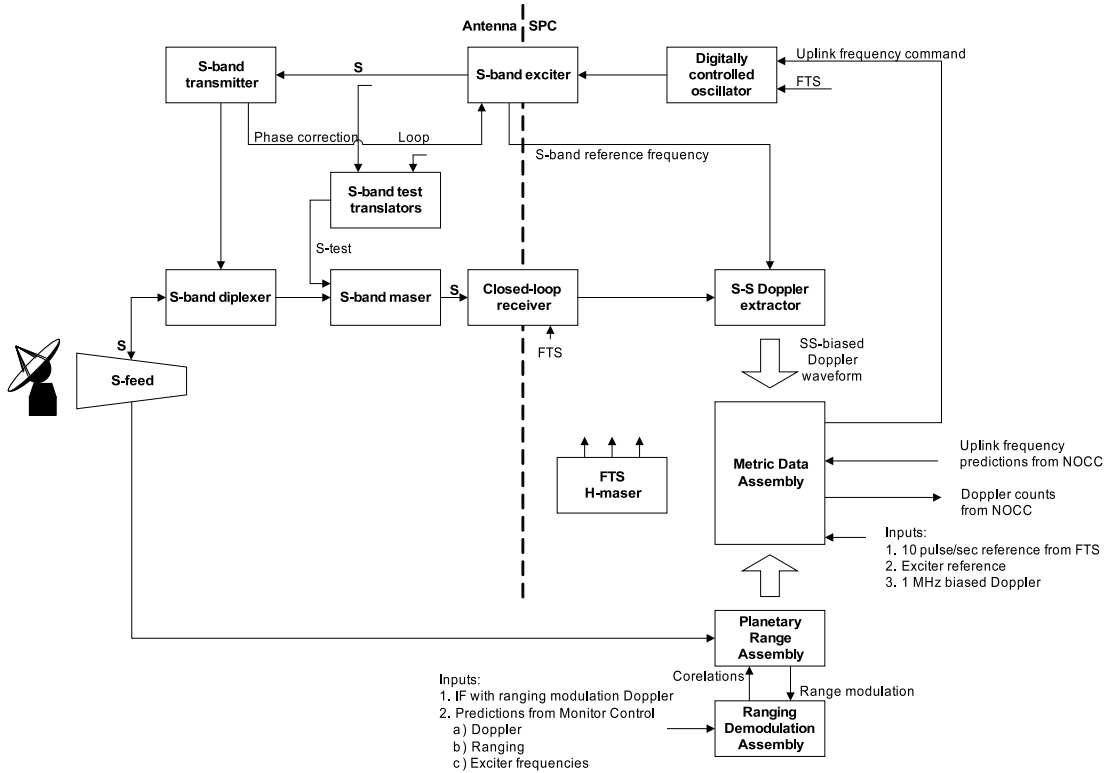 Antenna
SPC
S-band
transmitter
S
S-band exciter
Digitally
controlled
oscillator
Uplink frequency command
FTS
Phase correction
Loop
S-band reference frequency
S-band test
translators
S-test
S-band diplexer
S-band maser
S
Closed-loop
receiver
S-S Doppler
extractor
FTS
S
S-feed
SS-biased
Doppler
waveform
FTS
H-maser
Metric Data
Assembly
Uplink frequency
predictions from NOCC
Doppler counts
from NOCC
Inputs:
1. 10 pulse/sec reference from FTS
2. Exciter reference
3. 1 MHz biased Doppler
Planetary
Range
Assembly
Corelations
Range modulation
Inputs:
1. IF with ranging modulation Doppler
2. Predictions from Monitor Control
a) Doppler
b) Ranging
c) Exciter frequencies
Ranging
Demodulation
Assembly